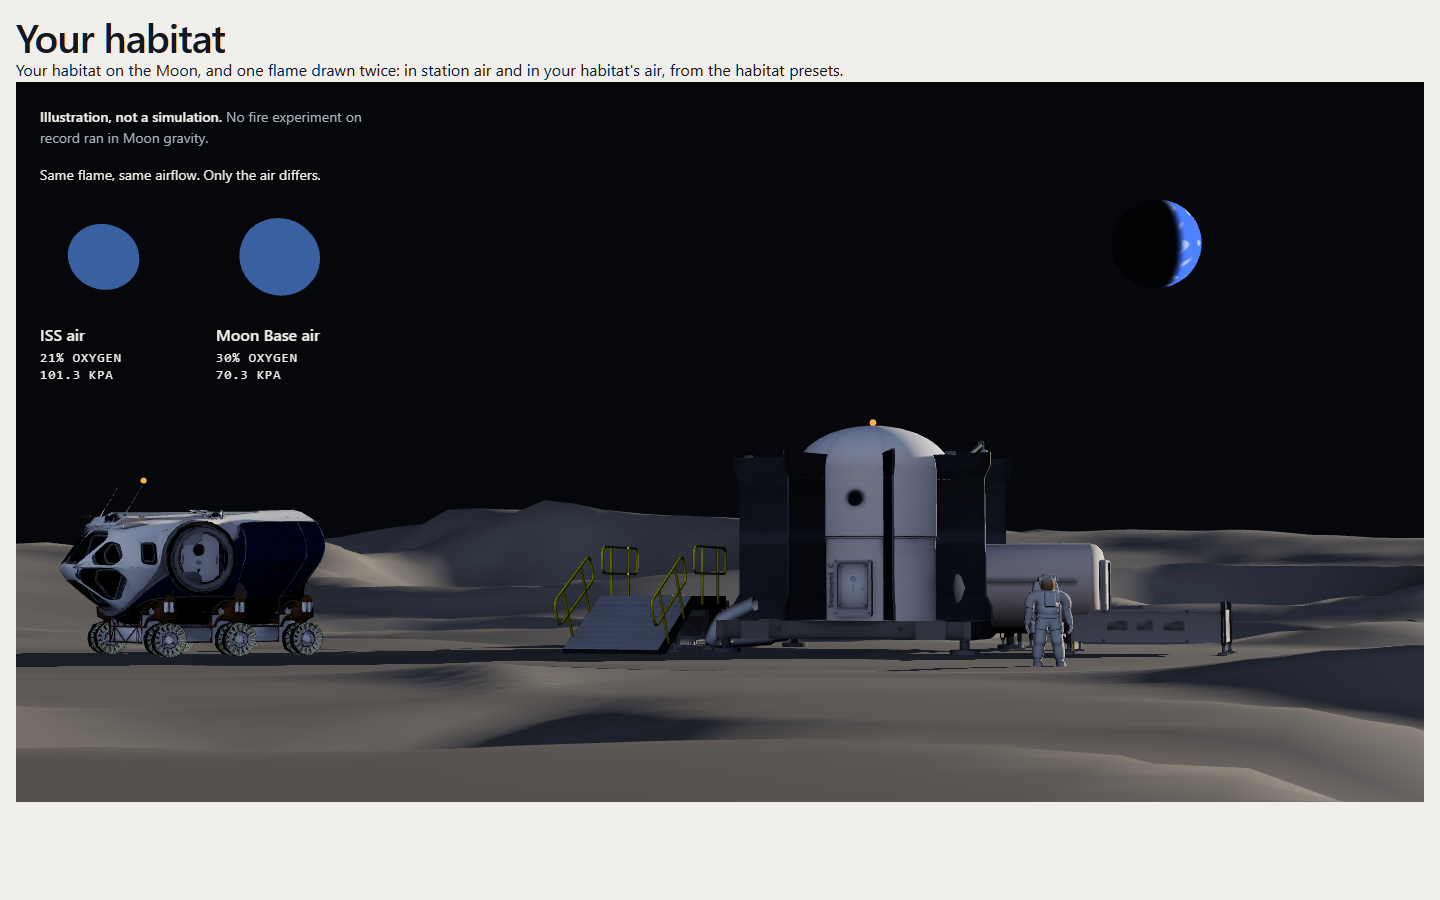 Your habitat
Your habitat on the Moon, and one flame drawn twice: in station air and in your habitat's air, from the habitat presets.
Illustration, not a simulation. No fire experiment on
record ran in Moon gravity.
Same flame, same airflow. Only the air differs.
ISS air
21% OXYGEN
101.3 KPA
Moon Base air
30% OXYGEN
70.3 KPA
Segment C